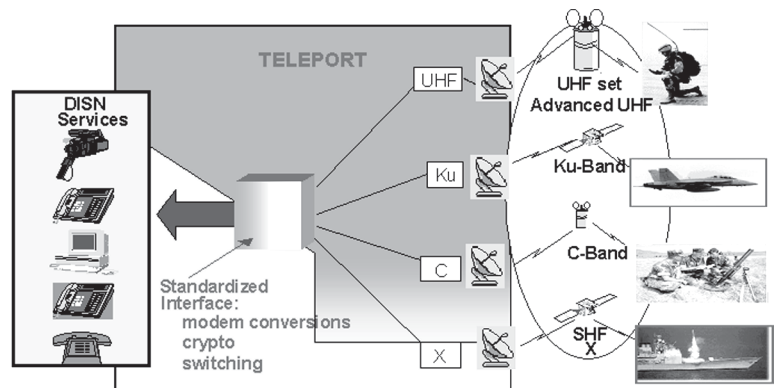 TELEPORT
DISN
Services
UHF
Ku
C
X
UHF set
Advanced UHF
Ku-Band
C-Band
SHF
X
Standardized
Interface:
modem conversions
crypto
switching